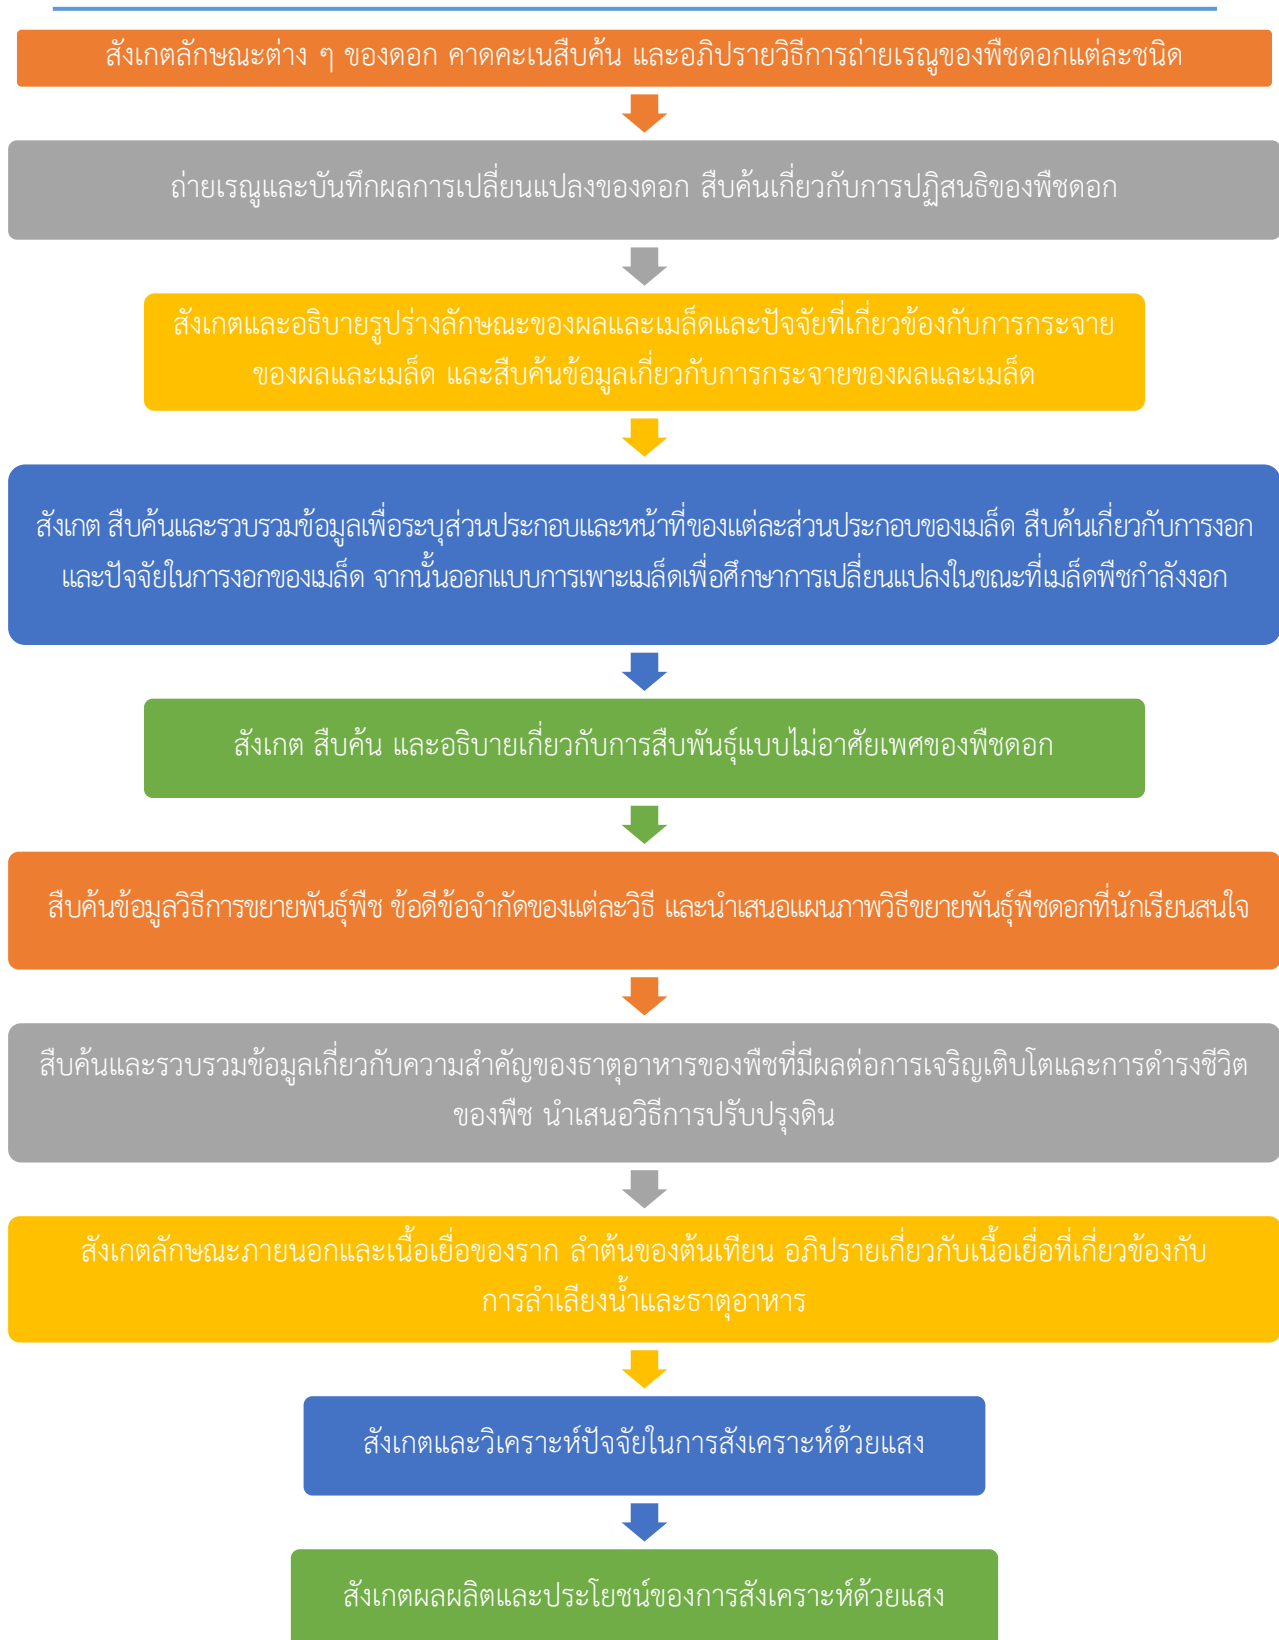 สังเกตลักษณะต่าง ๆ ของดอก คาดคะเนสืบค้น และอภิปรายวิธีการถ่ายเรณูของพืชดอกแต่ละชนิด
ถ่ายเรณูและบันทึกผลการเปลี่ยนแปลงของดอก สืบค้นเกี่ยวกับการปฏิสนธิของพืชดอก
สังเกตและอธิบายรูปร่างลักษณะของผลและเมล็ดและปัจจัยที่เกี่ยวข้องกับการกระจาย
ของผลและเมล็ด และสืบค้นข้อมูลเกี่ยวกับการกระจายของผลและเมล็ด
สังเกต สืบค้นและรวบรวมข้อมูลเพื่อระบุส่วนประกอบและหน้าที่ของแต่ละส่วนประกอบของเมล็ด สืบค้นเกี่ยวกับการงอก
และปัจจัยในการงอกของเมล็ด จากนั้นออกแบบการเพาะเมล็ดเพื่อศึกษาการเปลี่ยนแปลงในขณะที่เมล็ดพืชกำลังงอก
สังเกต สืบค้น และอธิบายเกี่ยวกับการสืบพันธุ์แบบไม่อาศัยเพศของพืชดอก
สืบค้นข้อมูลวิธีการขยายพันธุ์พืช ข้อดีข้อจำกัดของแต่ละวิธี และนำเสนอแผนภาพวิธีขยายพันธุ์พืชดอกที่นักเรียนสนใจ
สืบค้นและรวบรวมข้อมูลเกี่ยวกับความสำคัญของธาตุอาหารของพืชที่มีผลต่อการเจริญเติบโตและการดำรงชีวิต
ของพืช นำเสนอวิธีการปรับปรุงดิน
สังเกตลักษณะภายนอกและเนื้อเยื่อของราก ลำต้นของต้นเทียน อภิปรายเกี่ยวกับเนื้อเยื่อที่เกี่ยวข้องกับ
การลำเลียงน้ำและธาตุอาหาร
สังเกตและวิเคราะห์ปัจจัยในการสังเคราะห์ด้วยแสง
สังเกตผลผลิตและประโยชน์ของการสังเคราะห์ด้วยแสง